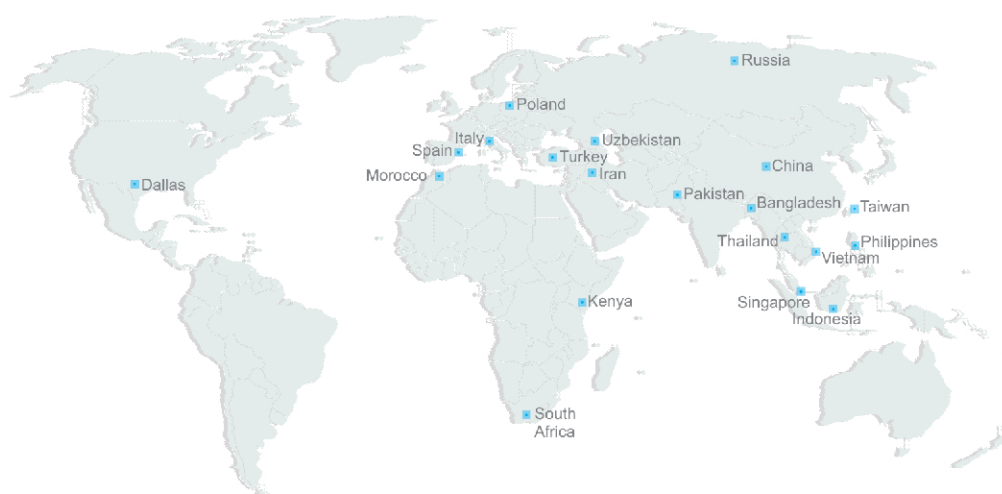 Russia
Poland
Italy
Uzbekistan
Spain
Turkey
Morocco
Iran
China
Dallas
Pakistan
Bangladesh
Taiwan
Thailand
Philippines
Vietnam
Kenya
Singapore
Indonesia
South
Africa